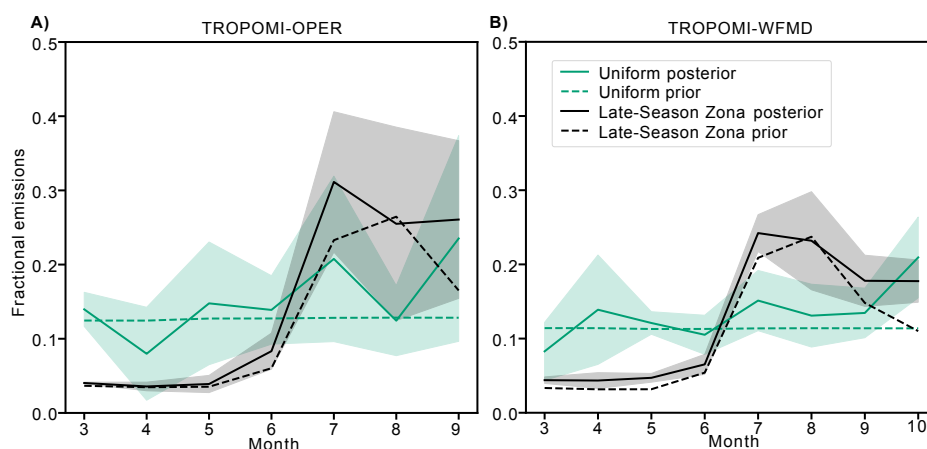 A)
TROPOMI-OPER
B)
TROPOMI-WFMD
0.5
0.4
0.3
0.2
0.1
0.0
Fractional emissions
3 4 5 6 7 8 9
Month
0.5
0.4
0.3
0.2
0.1
0.0
3 4 5 6 7 8 9 10
Month
Uniform posterior
Uniform prior
Late-Season Zona posterior
Late-Season Zona prior